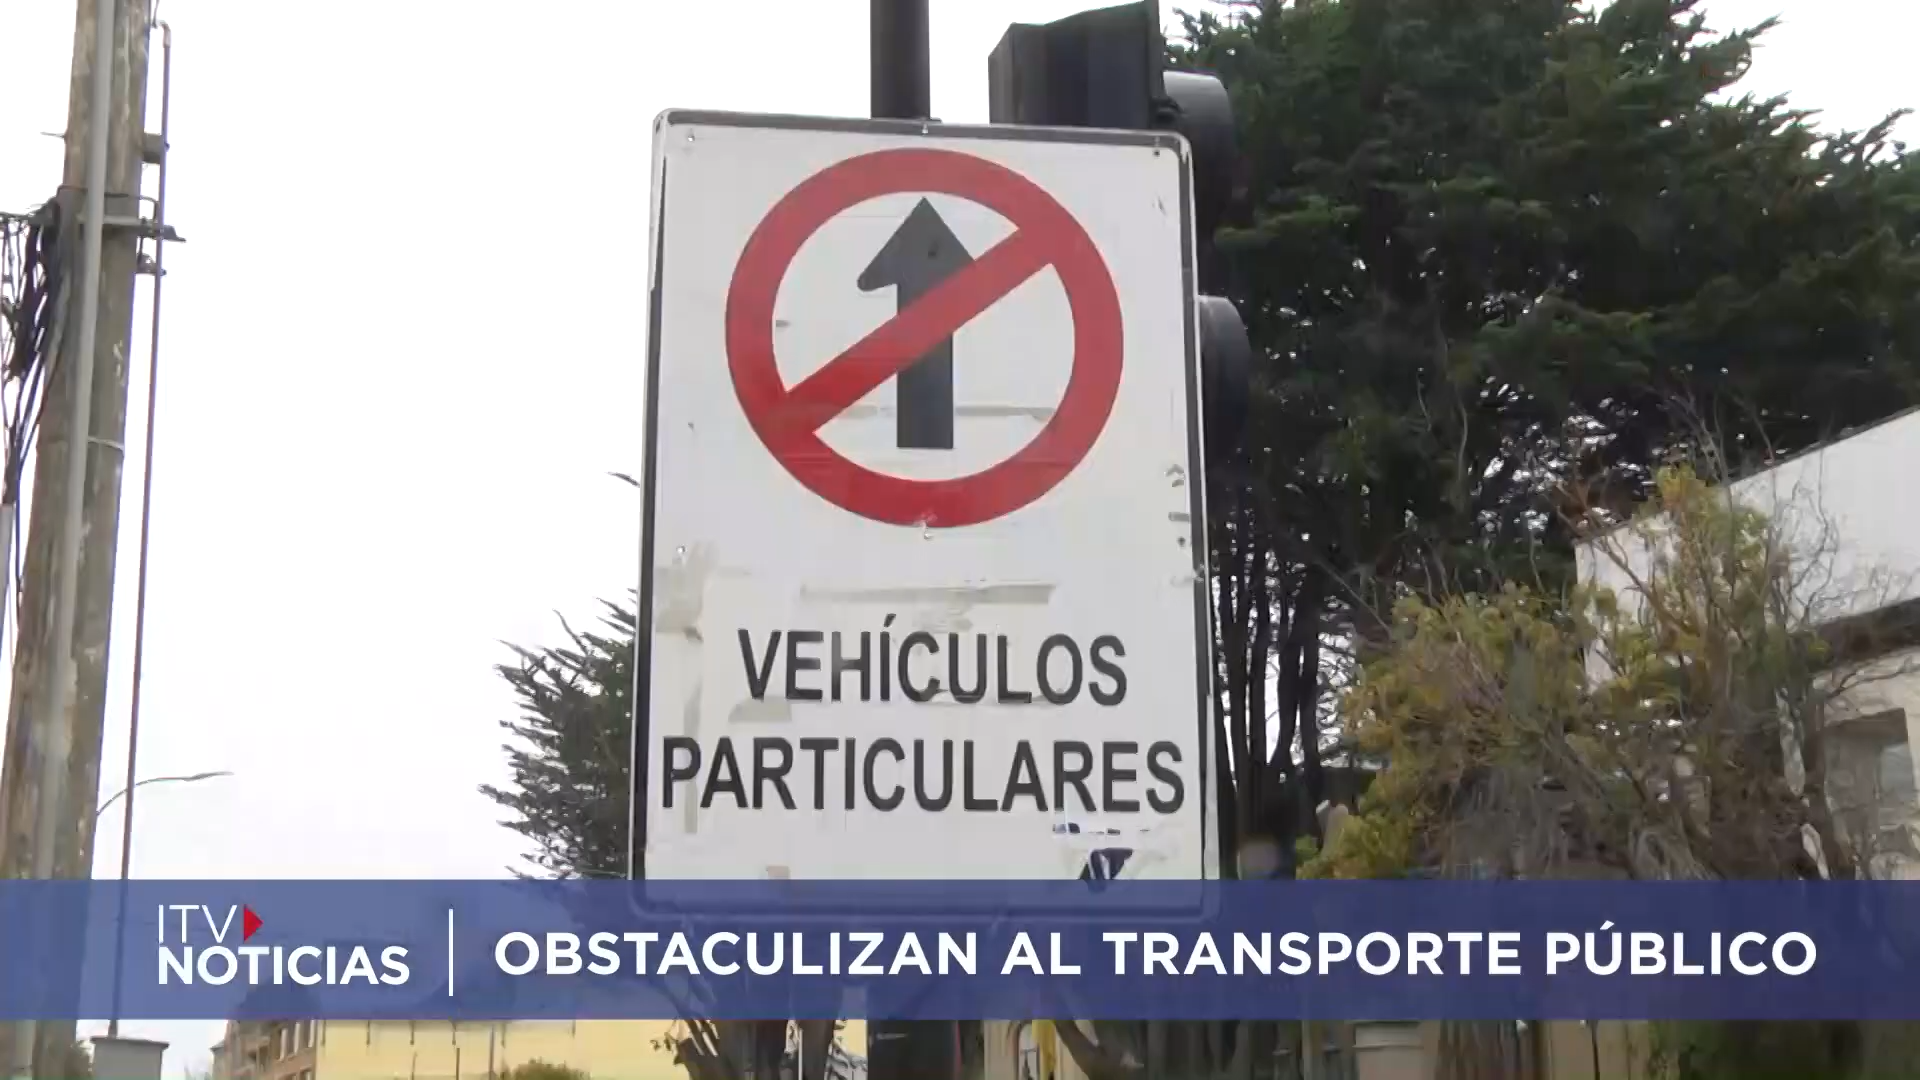 VEHÍCULOS
PARTICULARES
ITV
NOTICIAS
OBSTACULIZAN AL TRANSPORTE PÚBLICO